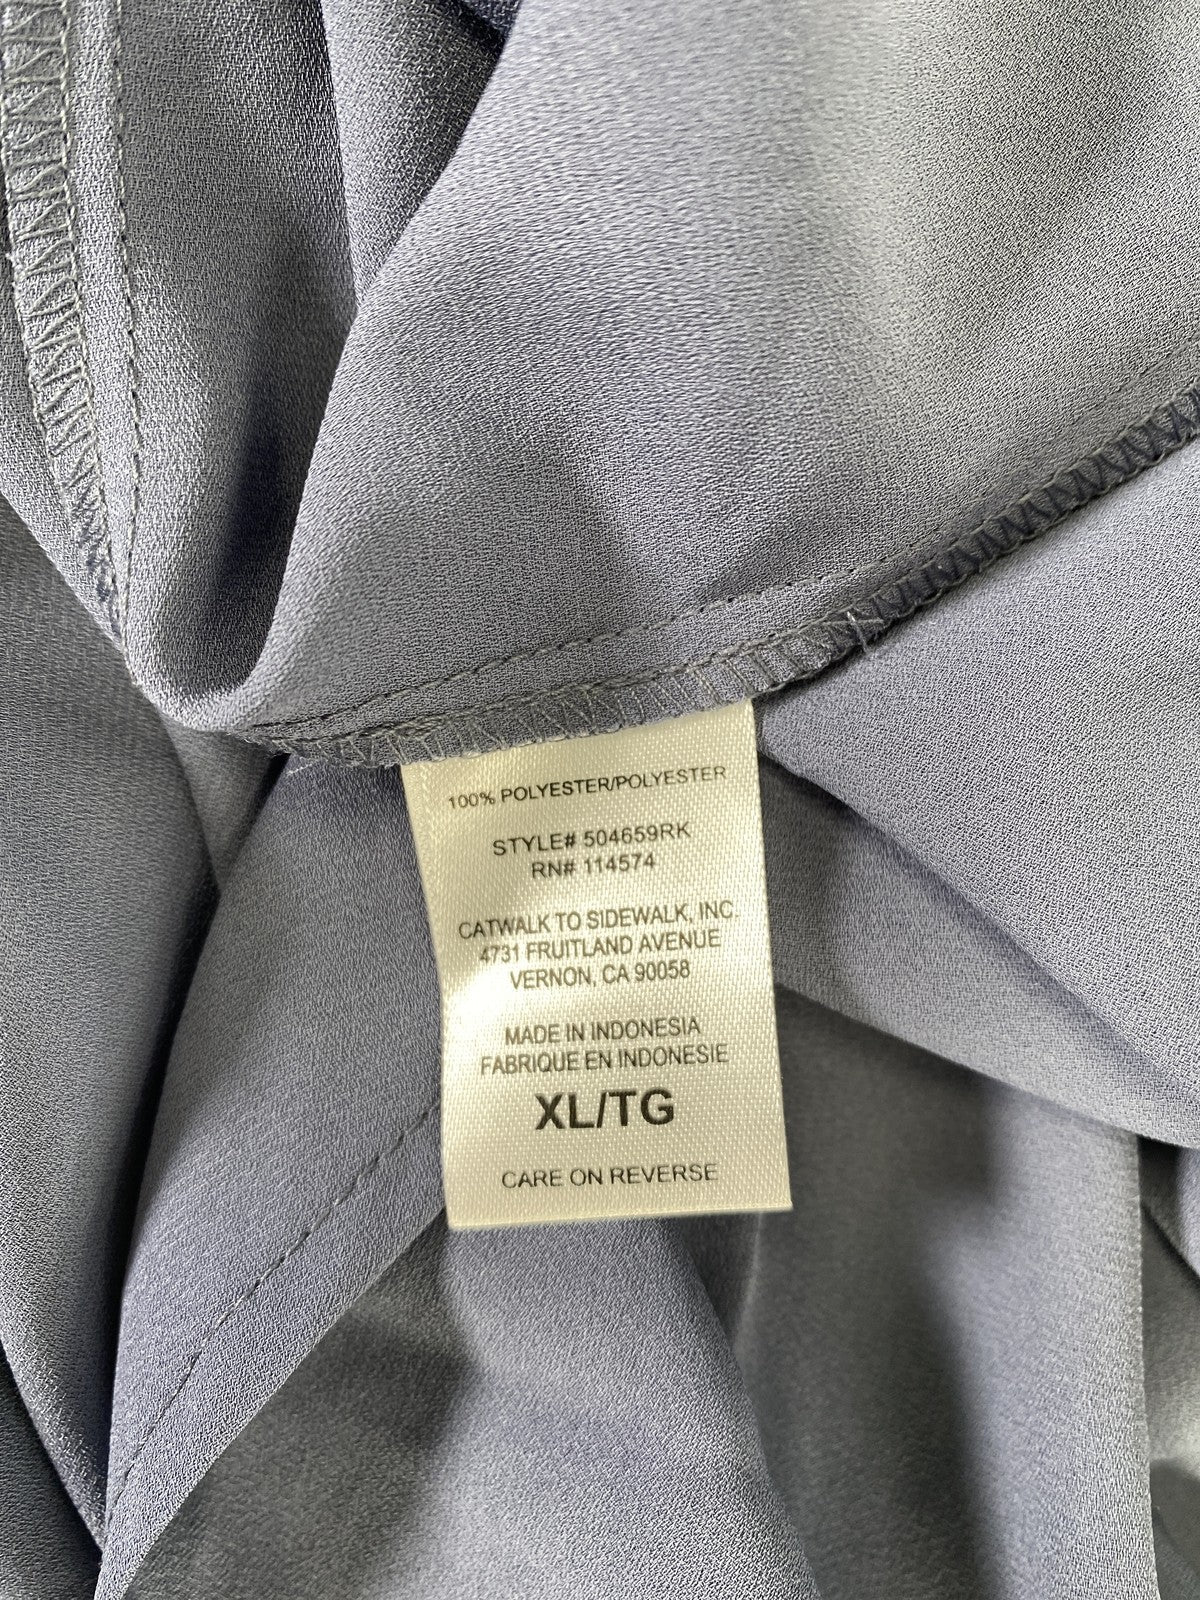 100% POLYESTER/POLYESTER
STYLE# 504659RK
RN# 114574
CATWALK TO SIDEWALK, INC.
4731 FRUITLAND AVENUE
VERNON, CA 90058
MADE IN INDONESIA
FABRIQUE EN INDONESIE
XL/TG
CARE ON REVERSE